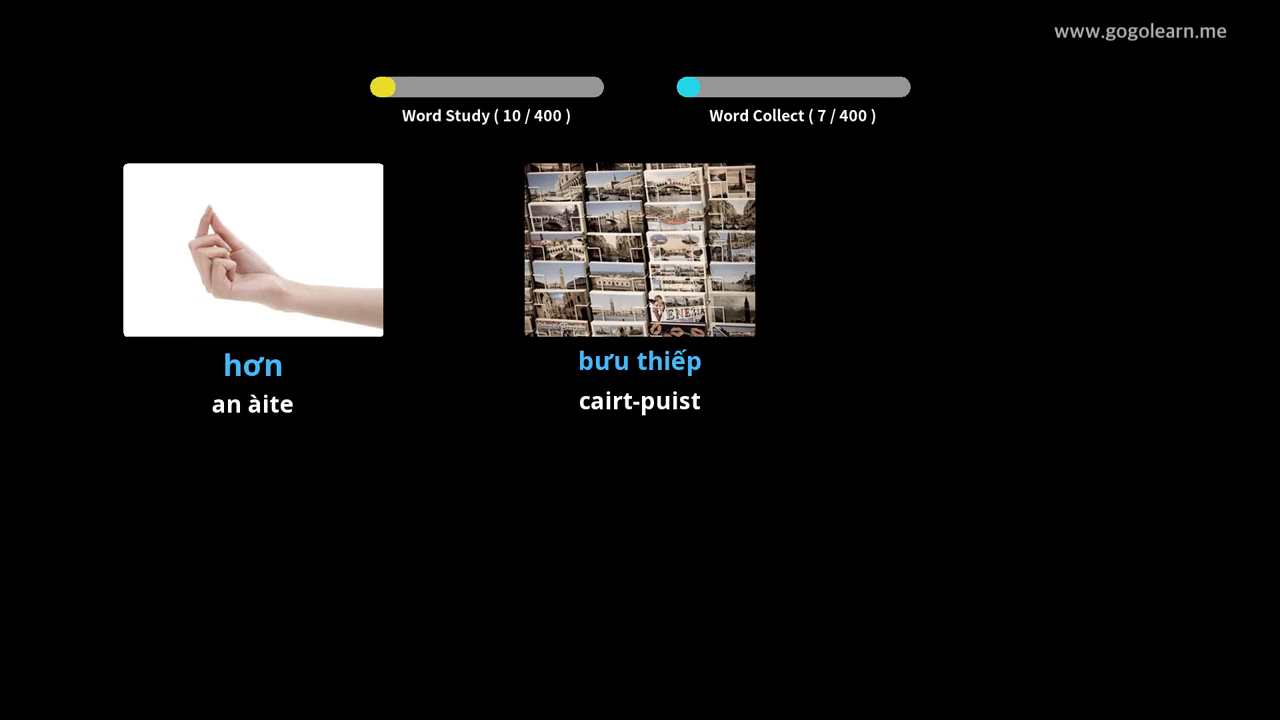 www.gogolearn.me
Word Study ( 10 / 400 )
Word Collect ( 7 / 400 )
hơn
an àite
bưu thiếp
cairt-puist